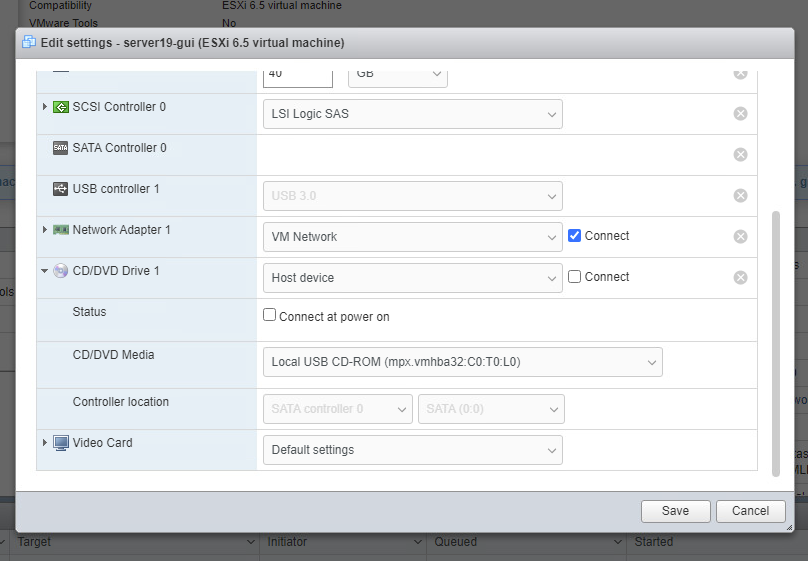 Compatibility ESXi 6.5 virtual machine
VMware Tools No
Edit settings - server19-gui (ESXi 6.5 virtual machine)
40 GB
SCSI Controller 0 LSI Logic SAS
SATA SATA Controller 0
USB controller 1 USB 3.0
Network Adapter 1 VM Network Connect
CD/DVD Drive 1 Host device Connect
Status Connect at power on
CD/DVD Media Local USB CD-ROM (mpx.vmhba32:C0:T0:L0)
Controller location SATA controller 0 SATA (0:0)
Video Card Default settings
Save Cancel
Target Initiator Queued Started